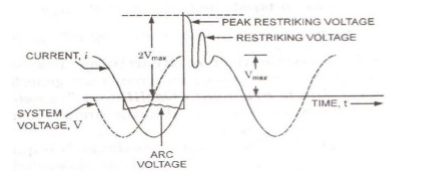 PEAK RESTRIKING VOLTAGE
RESTRIKING VOLTAGE
CURRENT, i
2Vmax
Vmax
TIME, t
SYSTEM
VOLTAGE, V
ARC
VOLTAGE